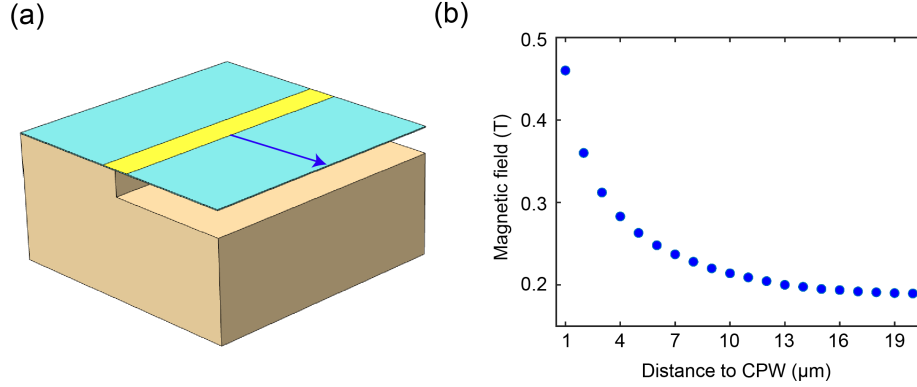 (a)
(b)
0.5
0.4
0.3
0.2
Magnetic field (T)
1 4 7 10 13 16 19
Distance to CPW (μm)